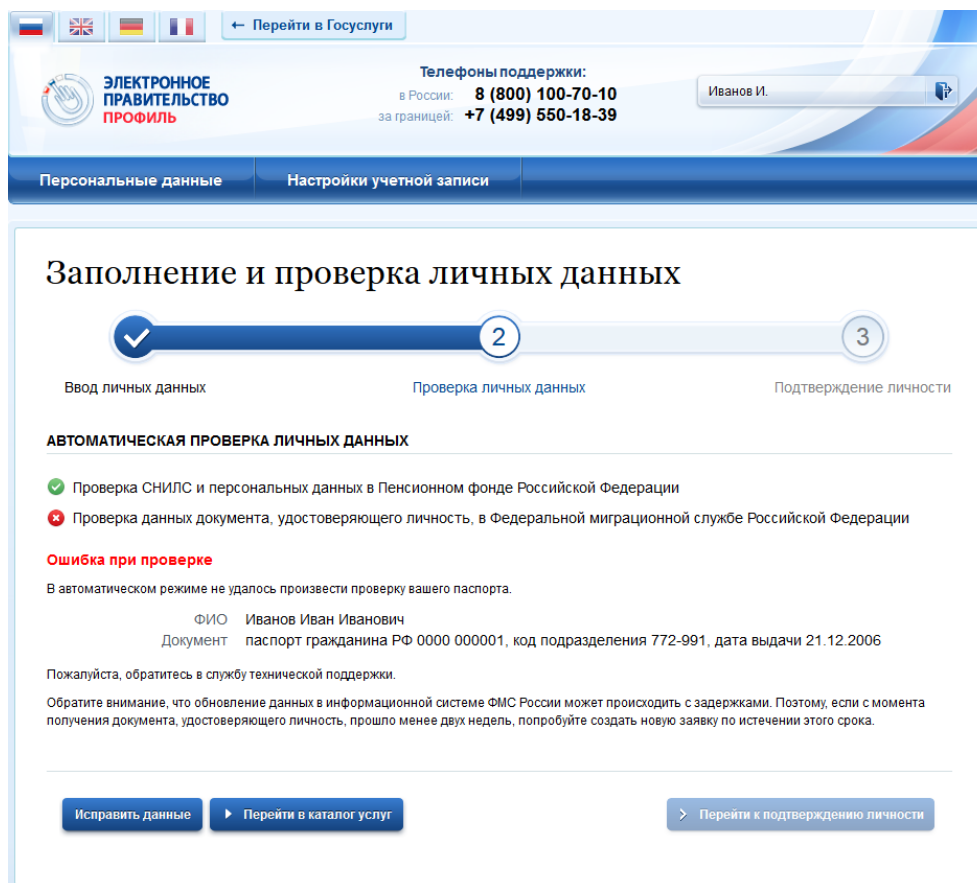 ← Перейти в Госуслуги
ЭЛЕКТРОННОЕ
ПРАВИТЕЛЬСТВО
ПРОФИЛЬ
Телефоны поддержки:
в России: 8 (800) 100-70-10
за границей: +7 (499) 550-18-39
Иванов И.
Персональные данные Настройки учетной записи
Заполнение и проверка личных данных
2 3
Ввод личных данных Проверка личных данных Подтверждение личности
АВТОМАТИЧЕСКАЯ ПРОВЕРКА ЛИЧНЫХ ДАННЫХ
Проверка СНИЛС и персональных данных в Пенсионном фонде Российской Федерации
Проверка данных документа, удостоверяющего личность, в Федеральной миграционной службе Российской Федерации
Ошибка при проверке
В автоматическом режиме не удалось произвести проверку вашего паспорта.
ФИО Иванов Иван Иванович
Документ паспорт гражданина РФ 0000 000001, код подразделения 772-991, дата выдачи 21.12.2006
Пожалуйста, обратитесь в службу технической поддержки.
Обратите внимание, что обновление данных в информационной системе ФМС России может происходить с задержками. Поэтому, если с момента
получения документа, удостоверяющего личность, прошло менее двух недель, попробуйте создать новую заявку по истечении этого срока.
Исправить данные Перейти в каталог услуг Перейти к подтверждению личности